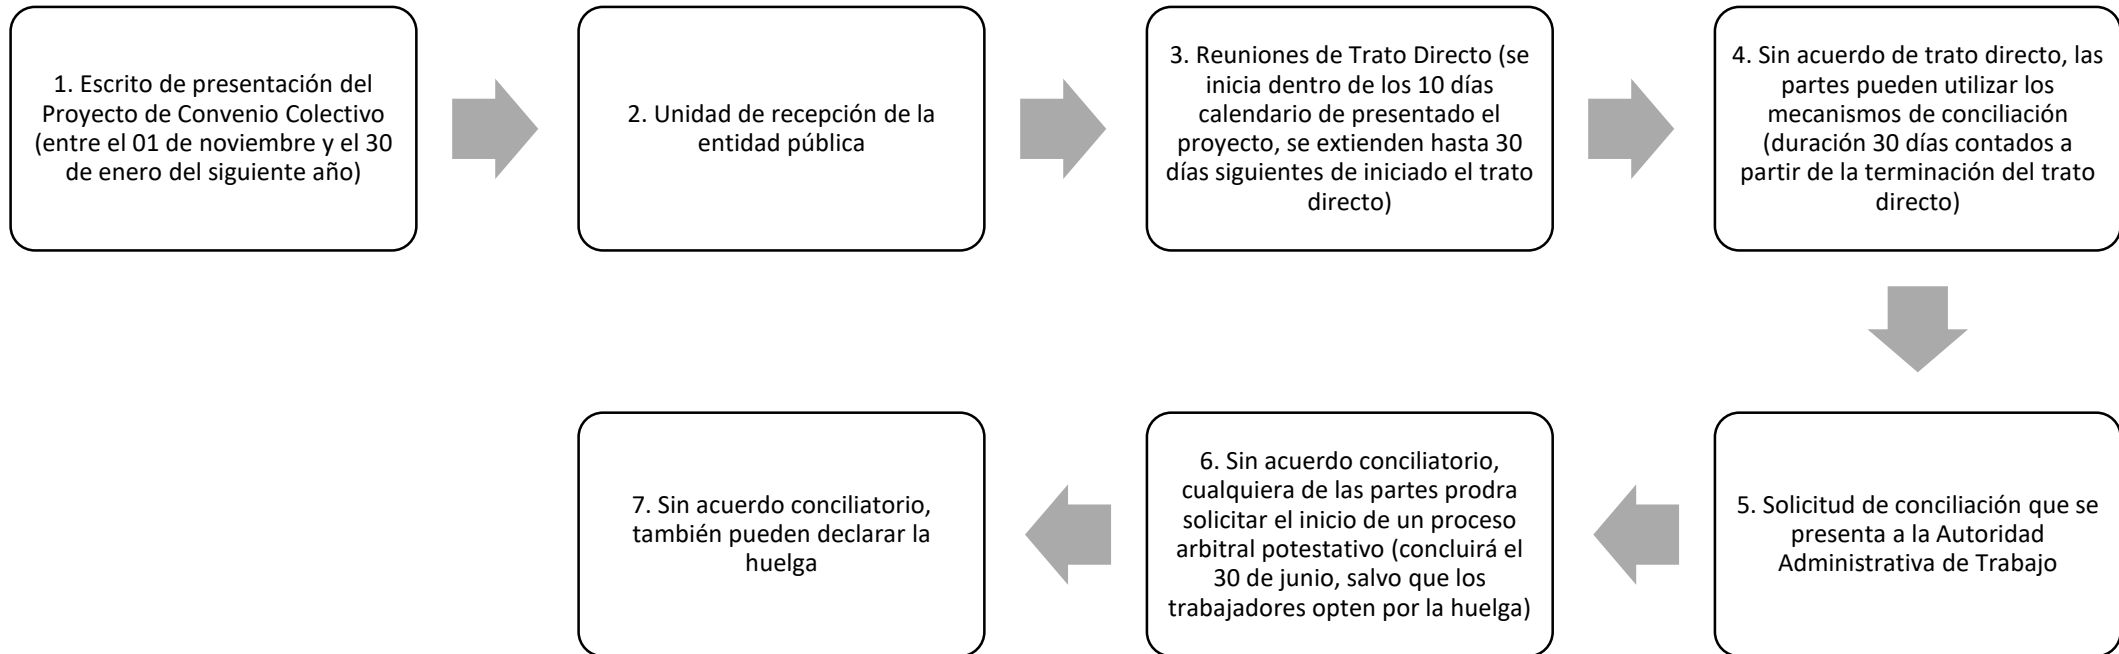 1. Escrito de presentación del
Proyecto de Convenio Colectivo
(entre el 01 de noviembre y el 30
de enero del siguiente año)
2. Unidad de recepción de la
entidad pública
3. Reuniones de Trato Directo (se
inicia dentro de los 10 días
calendario de presentado el
proyecto, se extienden hasta 30
días siguientes de iniciado el trato
directo)
4. Sin acuerdo de trato directo, las
partes pueden utilizar los
mecanismos de conciliación
(duración 30 días contados a
partir de la terminación del trato
directo)
5. Solicitud de conciliación que se
presenta a la Autoridad
Administrativa de Trabajo
6. Sin acuerdo conciliatorio,
cualquiera de las partes prodra
solicitar el inicio de un proceso
arbitral potestativo (concluirá el
30 de junio, salvo que los
trabajadores opten por la huelga)
7. Sin acuerdo conciliatorio,
también pueden declarar la
huelga